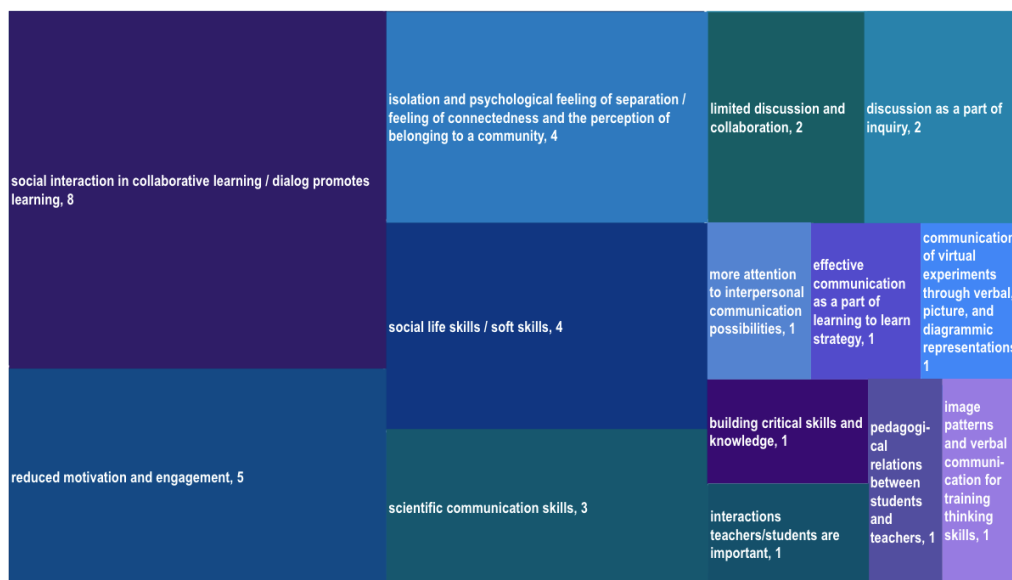 social interaction in collaborative learning / dialog promotes
learning, 8
reduced motivation and engagement, 5
isolation and psychological feeling of separation /
feeling of connectedness and the perception of
belonging to a community, 4
social life skills / soft skills, 4
scientific communication skills, 3
limited discussion and
collaboration, 2
discussion as a part of
inquiry, 2
more attention
to interpersonal
communication
possibilities, 1
effective
communication
as a part of
learning to learn
strategy, 1
communication
of virtual
experiments
through verbal,
picture, and
diagrammic
representations
1
building critical skills and
knowledge, 1
interactions
teachers/students are
important, 1
pedagogi-
cal
relations
between
students
and
teachers, 1
image
patterns
and verbal
communi-
cation for
training
thinking
skills, 1